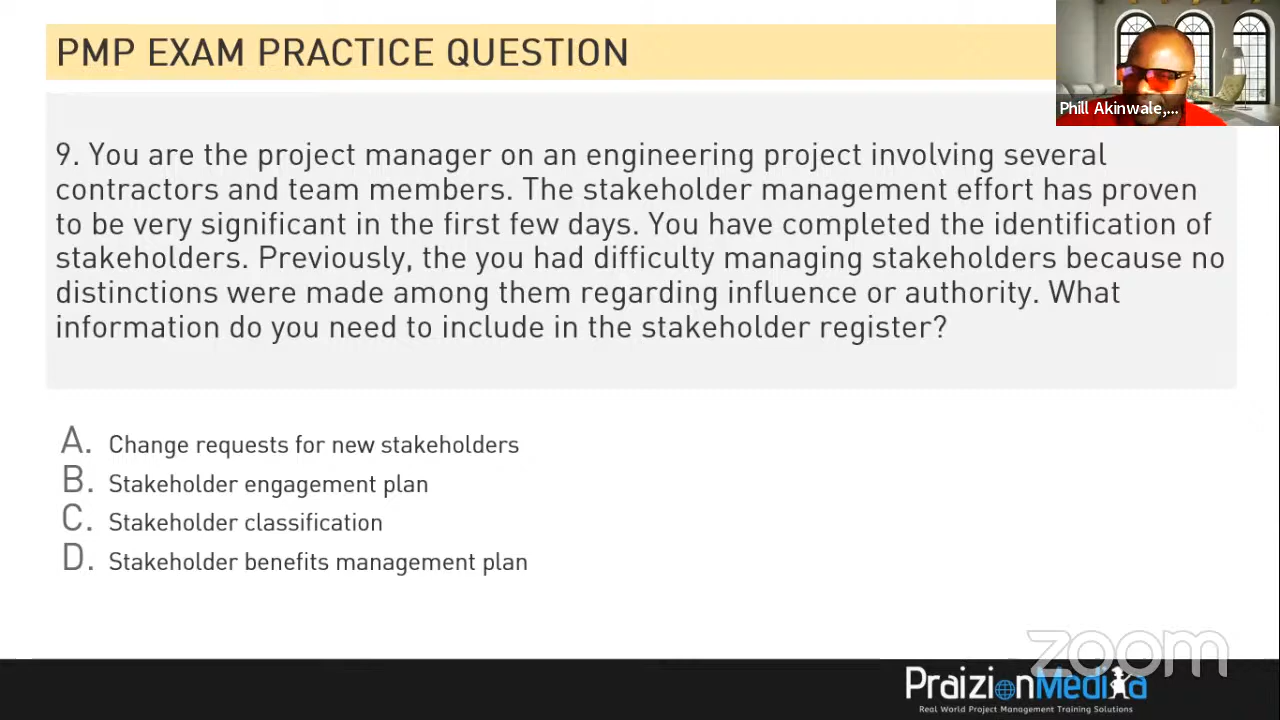 PMP EXAM PRACTICE QUESTION
Phill Akinwale,...
9. You are the project manager on an engineering project involving several
contractors and team members. The stakeholder management effort has proven
to be very significant in the first few days. You have completed the identification of
stakeholders. Previously, the you had difficulty managing stakeholders because no
distinctions were made among them regarding influence or authority. What
information do you need to include in the stakeholder register?
A. Change requests for new stakeholders
B. Stakeholder engagement plan
C. Stakeholder classification
D. Stakeholder benefits management plan
zoom
PraizionMedia
Real World Project Management Training Solutions